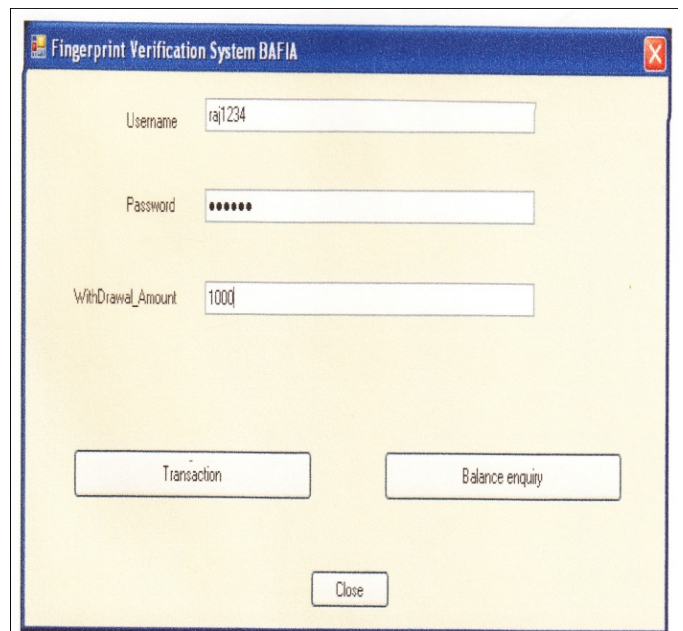 Fingerprint Verification System BAFIA
Username raj1234
Password ••••••
WithDrawal_Amount 1000
Transaction Balance enquiry
Close